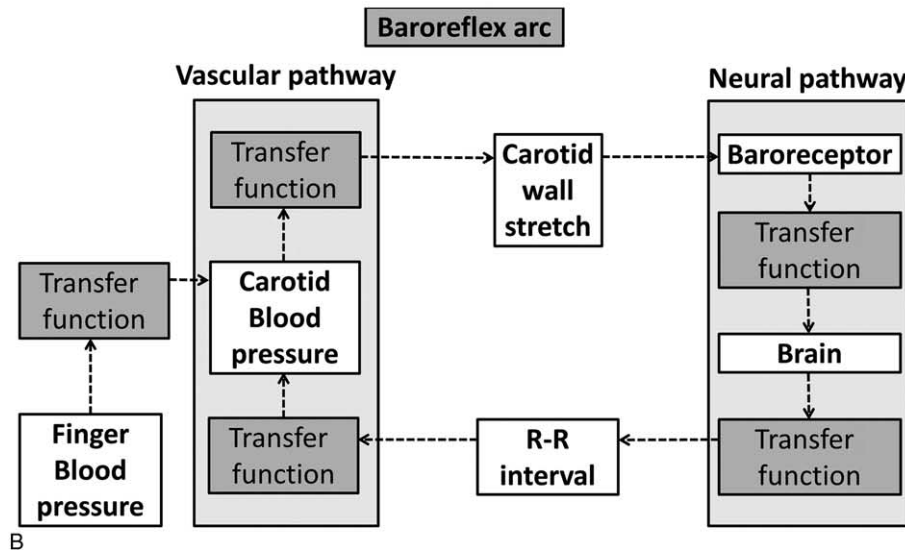 Baroreflex arc
Vascular pathway
Neural pathway
Transfer
function
Carotid
wall
stretch
Baroreceptor
Transfer
function
Transfer
function
Carotid
Blood
pressure
Brain
Finger
Blood
pressure
Transfer
function
R-R
interval
Transfer
function
B